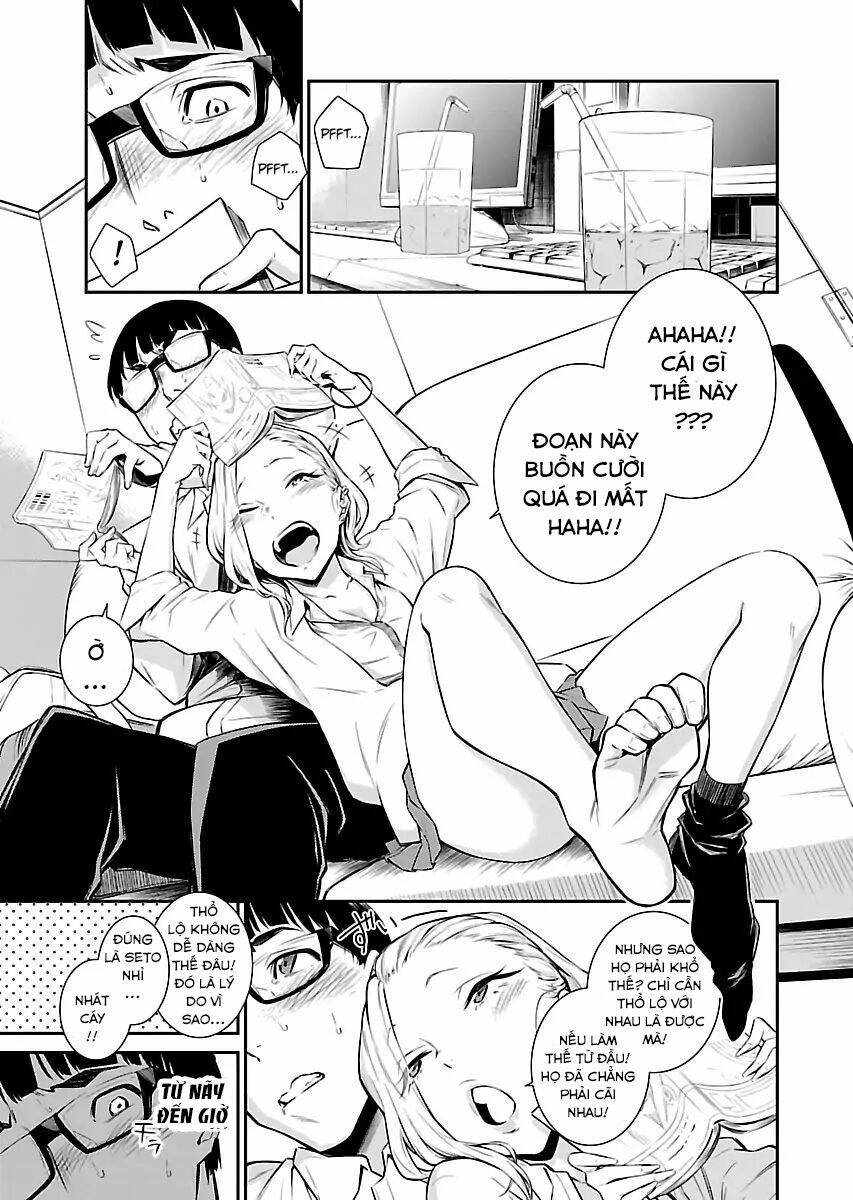 PFFT...
PFFT...
!
AHAHA!!
CÁI GÌ
THẾ NÀY
???
ĐOẠN NÀY
BUỒN CƯỜI
QUÁ ĐI MẤT
HAHA!!
Ờ
...
NHƯNG SAO
HỌ PHẢI KHỔ
THẾ? CHỈ CẦN
THỔ LỘ VỚI
NHAU LÀ ĐƯỢC
MÀ!
NẾU LÀM
THẾ TỪ ĐẦU!
HỌ ĐÃ CHẲNG
PHẢI CÃI
NHAU!
THỔ
LỘ KHÔNG
DỄ DÀNG
THẾ ĐÂU!
ĐÓ LÀ LÝ
DO VÌ
SAO...
ĐÚNG
LÀ SETO
NHỈ
...
NHÁT
CÁY
!!
TỪ NÃY
ĐẾN GIỜ